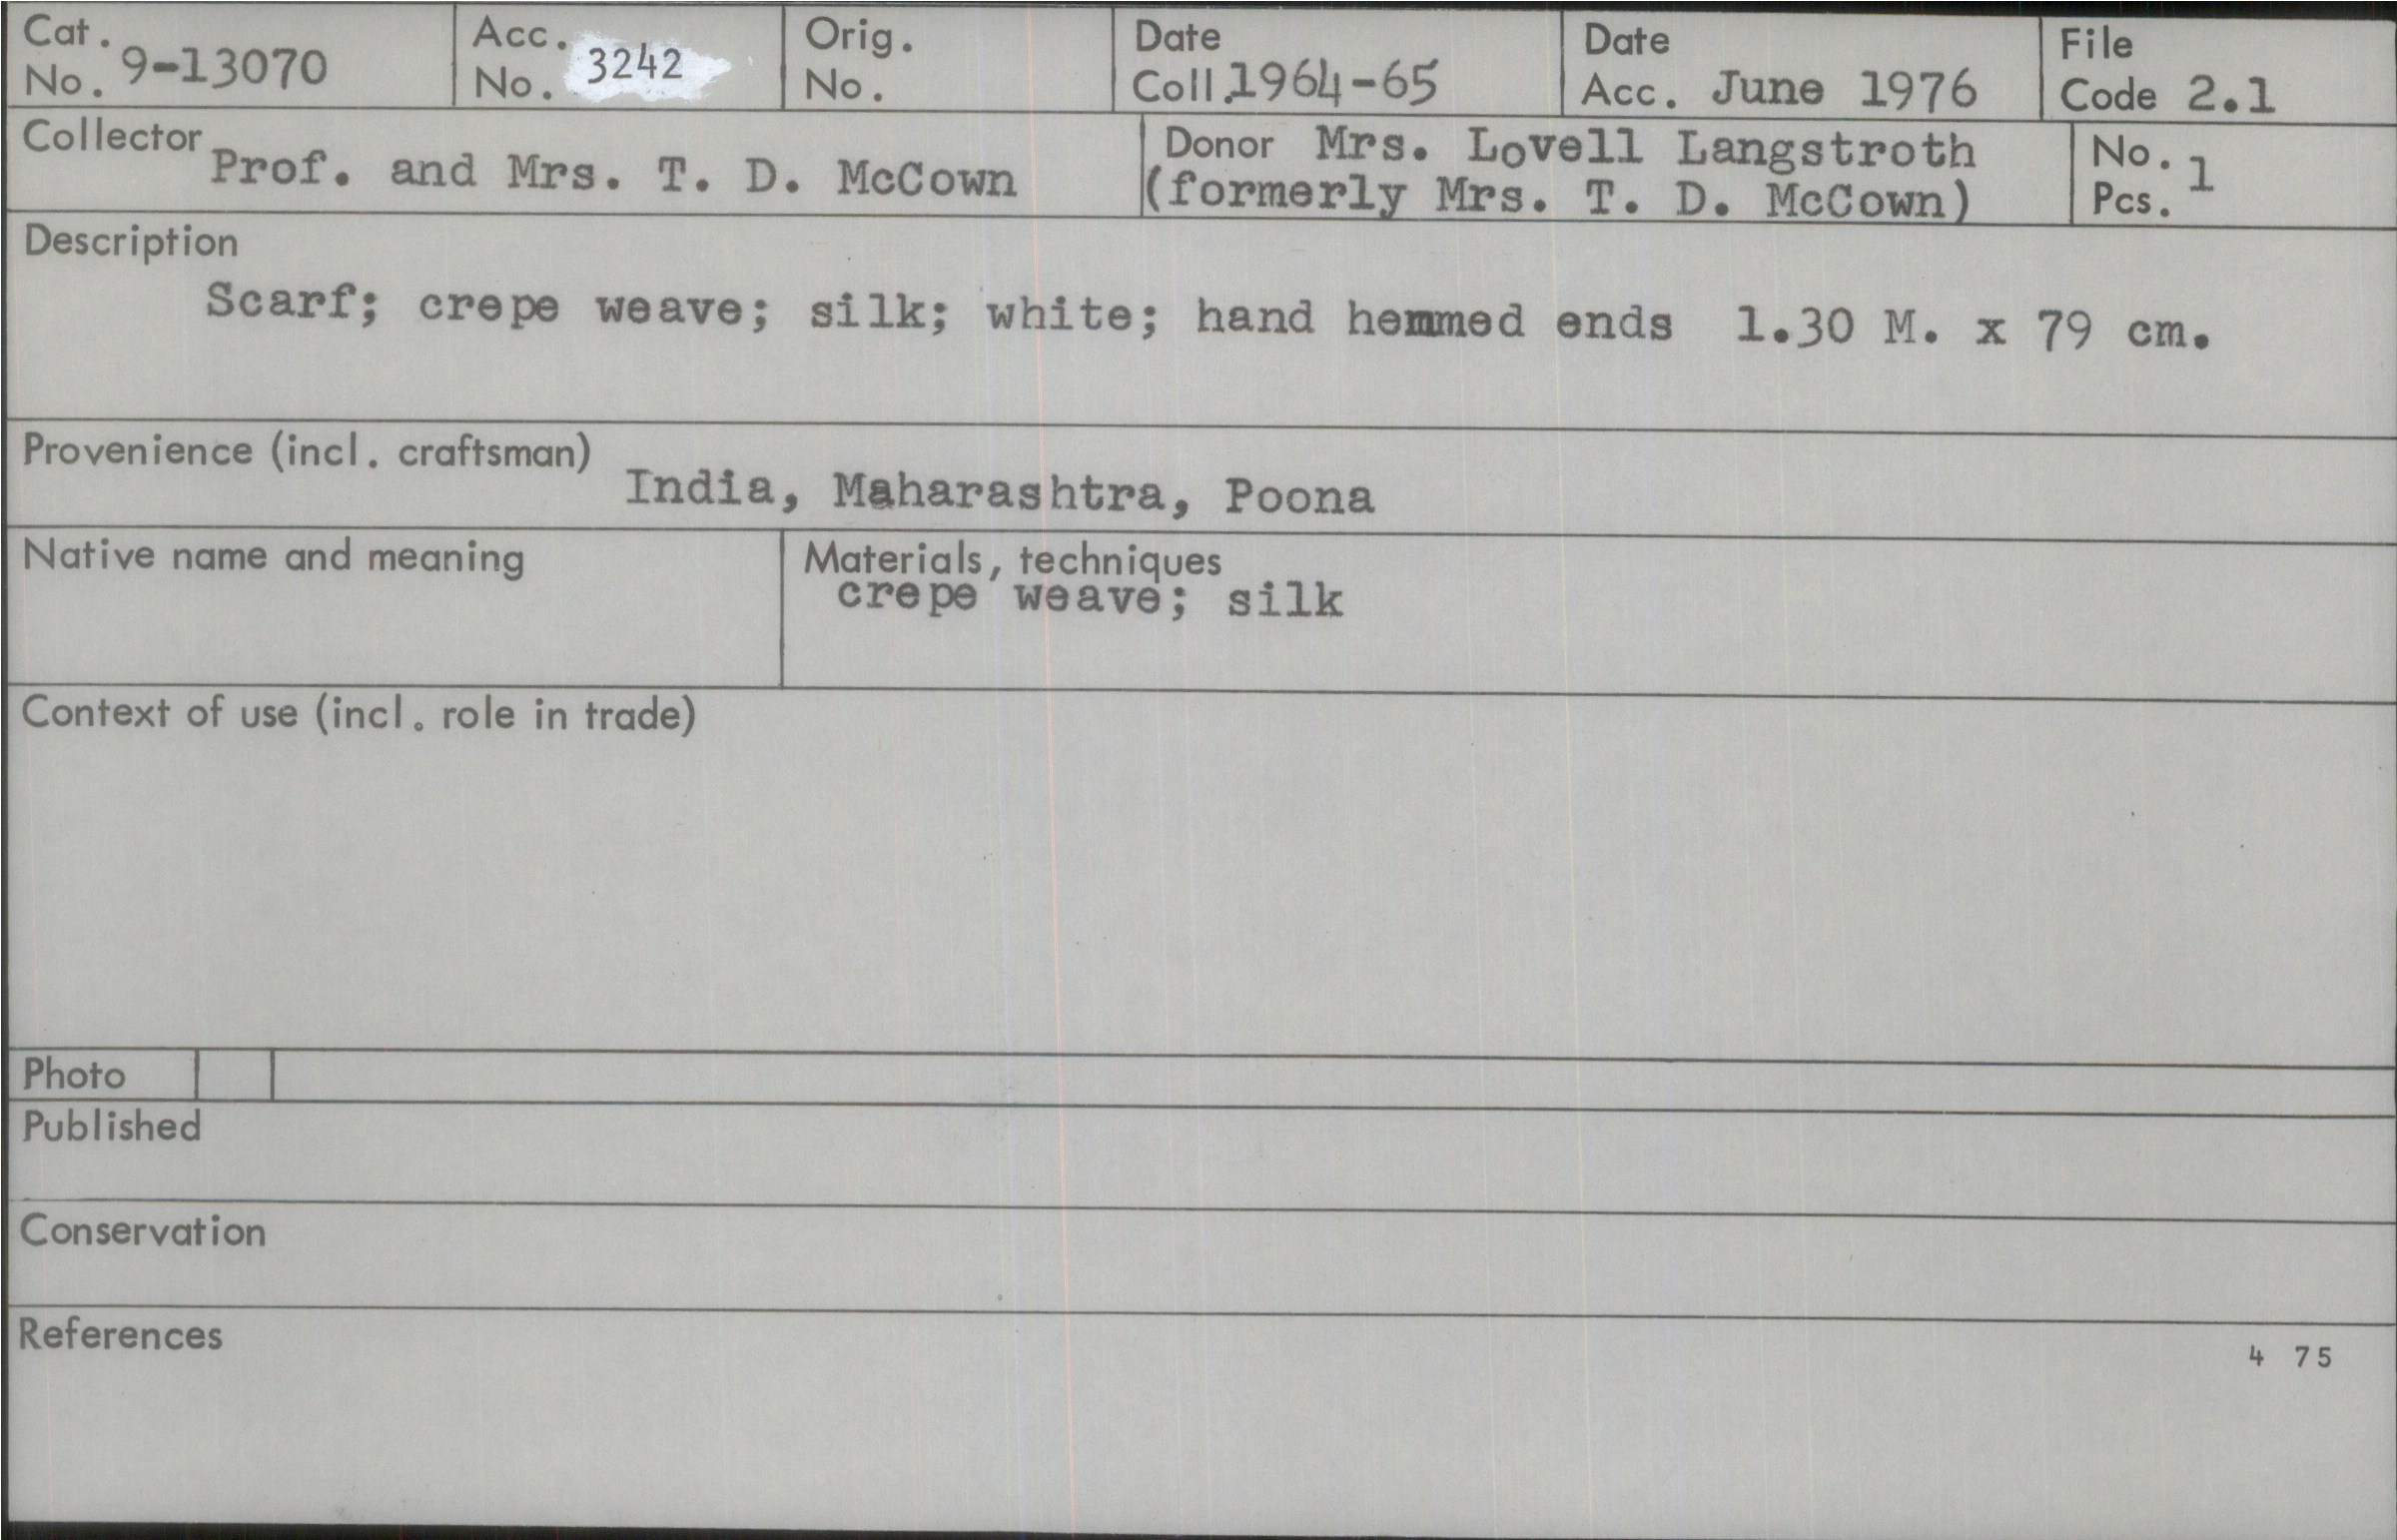 Cat. No. 9-13070 Acc. No. 3242 Orig. No. Date Coll. 1964-65 Date Acc. June 1976 File Code 2.1
Collector Prof. and Mrs. T. D. McCown Donor Mrs. Lovell Langstroth (formerly Mrs. T. D. McCown) No. Pcs. 1
Description
Scarf; crepe weave; silk; white; hand hemmed ends 1.30 M. x 79 cm.
Provenience (incl. craftsman)
India, Maharashtra, Poona
Native name and meaning
Materials, techniques
crepe weave; silk
Context of use (incl. role in trade)
Photo
Published
Conservation
References
4 75